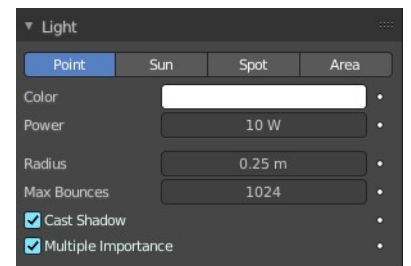 Light
Point Sun Spot Area
Color
Power 10 W
Radius 0.25 m
Max Bounces 1024
Cast Shadow
Multiple Importance